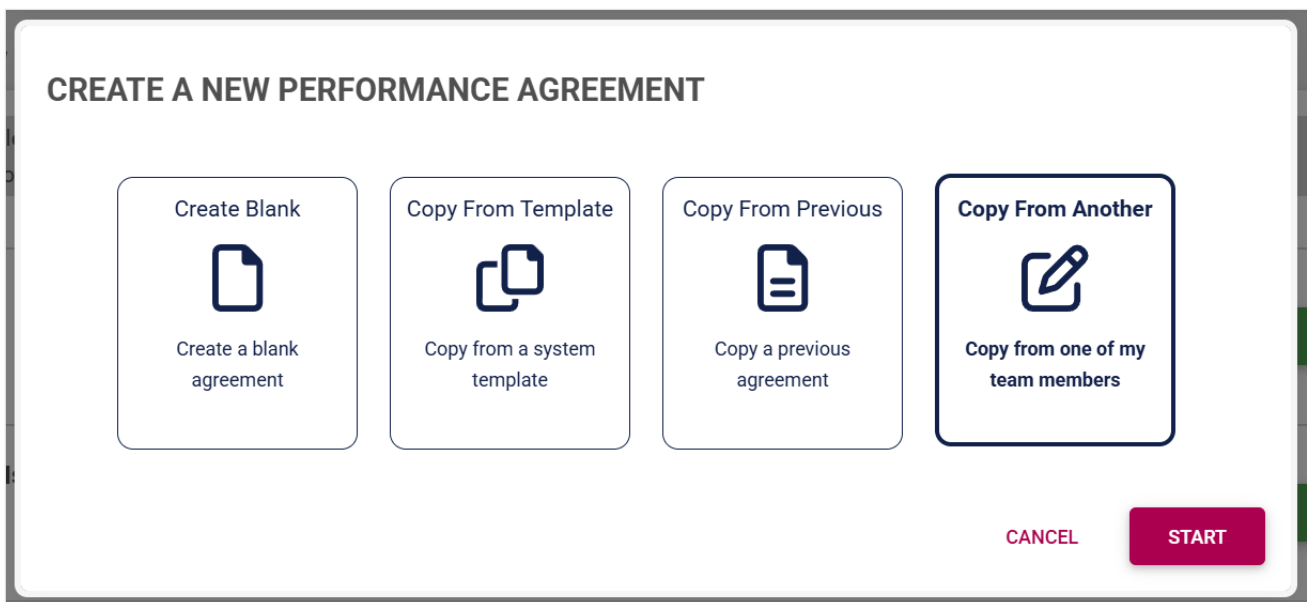 CREATE A NEW PERFORMANCE AGREEMENT
Create Blank
Create a blank
agreement
Copy From Template
Copy from a system
template
Copy From Previous
Copy a previous
agreement
Copy From Another
Copy from one of my
team members
CANCEL
START